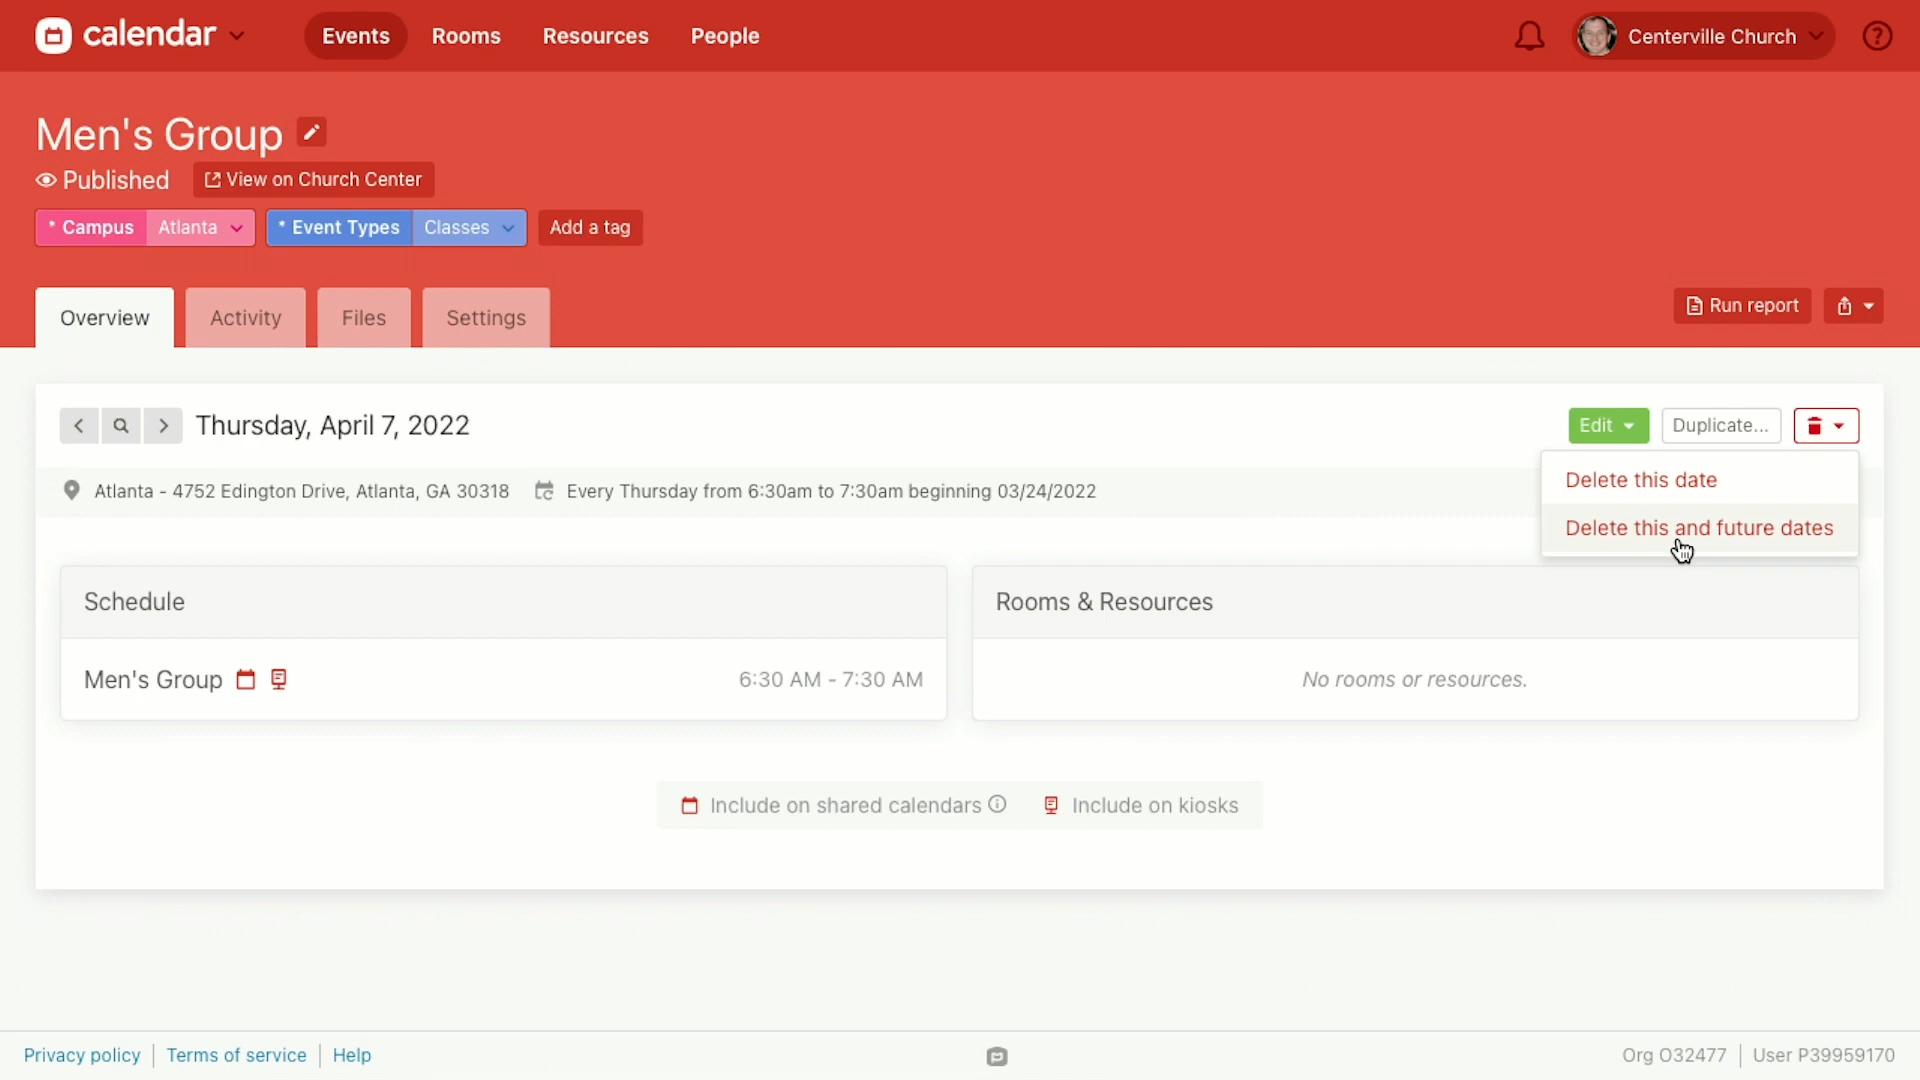 calendar
Events
Rooms
Resources
People
Centerville Church
?
Men's Group
Published
View on Church Center
* Campus
Atlanta
* Event Types
Classes
Add a tag
Overview
Activity
Files
Settings
Run report
Thursday, April 7, 2022
Edit
Duplicate...
Atlanta - 4752 Edington Drive, Atlanta, GA 30318
Every Thursday from 6:30am to 7:30am beginning 03/24/2022
Delete this date
Delete this and future dates
Schedule
Men's Group
6:30 AM - 7:30 AM
Rooms & Resources
No rooms or resources.
Include on shared calendars
Include on kiosks
Privacy policy
Terms of service
Help
Org O32477
User P39959170